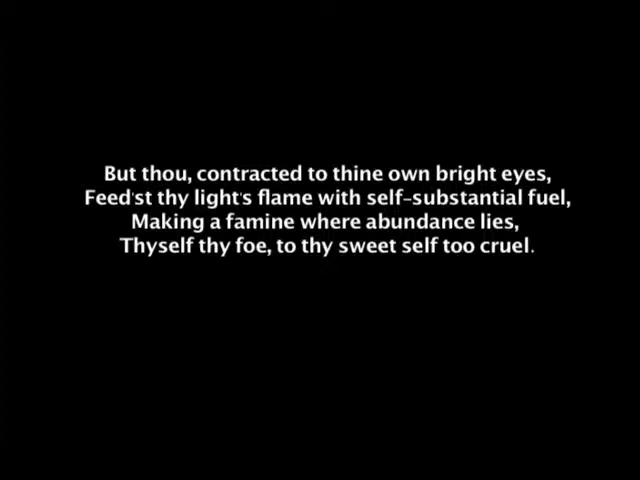 But thou, contracted to thine own bright eyes,
Feed'st thy light's flame with self-substantial fuel,
Making a famine where abundance lies,
Thyself thy foe, to thy sweet self too cruel.